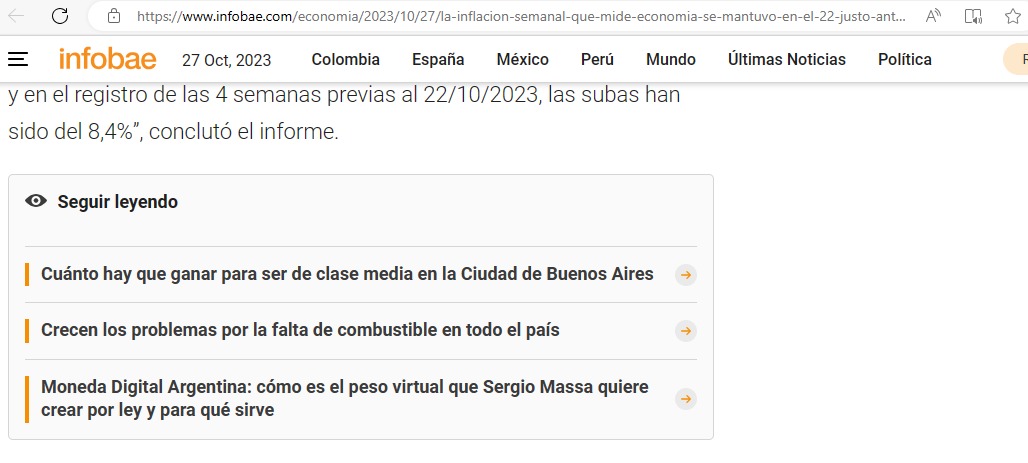 https://www.infobae.com/economia/2023/10/27/la-inflacion-semanal-que-mide-economia-se-mantuvo-en-el-22-justo-ant...
infobae 27 Oct, 2023 Colombia España México Perú Mundo Últimas Noticias Política
y en el registro de las 4 semanas previas al 22/10/2023, las subas han
sido del 8,4%”, conclutó el informe.
Seguir leyendo
Cuánto hay que ganar para ser de clase media en la Ciudad de Buenos Aires
Crecen los problemas por la falta de combustible en todo el país
Moneda Digital Argentina: cómo es el peso virtual que Sergio Massa quiere
crear por ley y para qué sirve